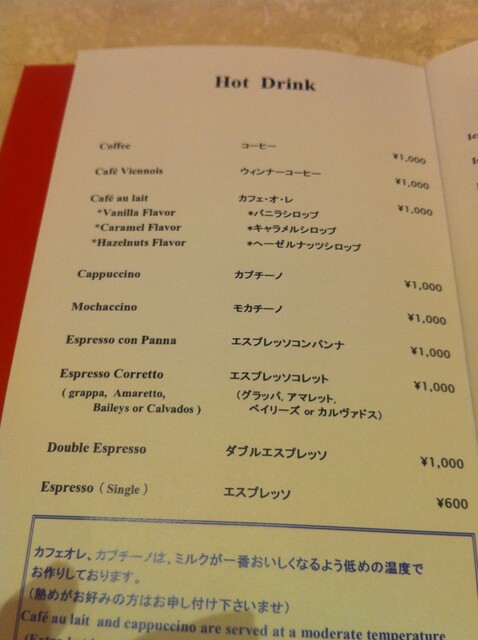 Hot Drink
Coffee コーヒー ¥1,000
Café Viennois ウィンナーコーヒー ¥1,000
Café au lait カフェ・オ・レ ¥1,000
*Vanilla Flavor *バニラシロップ
*Caramel Flavor *キャラメルシロップ
*Hazelnuts Flavor *ヘーゼルナッツシロップ
Cappuccino カプチーノ ¥1,000
Mochaccino モカチーノ ¥1,000
Espresso con Panna エスプレッソコンパンナ ¥1,000
Espresso Corretto エスプレッソコレット ¥1,000
( grappa, Amaretto, (グラッパ, アマレット,
Baileys or Calvados ) ベイリーズ or カルヴァドス)
Double Espresso ダブルエスプレッソ ¥1,000
Espresso ( Single ) エスプレッソ ¥600
カフェオレ、カプチーノは、ミルクが一番おいしくなるよう低めの温度で
お作りしております。
(熱めがお好みの方はお申し付け下さいませ)
Café au lait and cappuccino are served at a moderate temperature